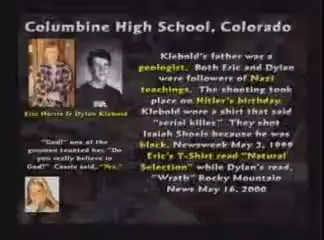 Columbine High School, Colorado
Klebold's father was a
geologist. Both Eric and Dylan
were followers of Nazi
teachings. The shooting took
place on Hitler's birthday.
Klebold wore a shirt that said
"serial killer." They shot
Isaiah Shoels because he was
black. Newsweek May 3, 1999
Eric's T-Shirt read "Natural
Selection" while Dylan's read,
"Wrath" Rocky Mountain
News May 16, 2000
Eric Harris & Dylan Klebold
"God!" one of the
gunmen taunted her. "Do
you really believe in
God?" Cassie said, "Yes."